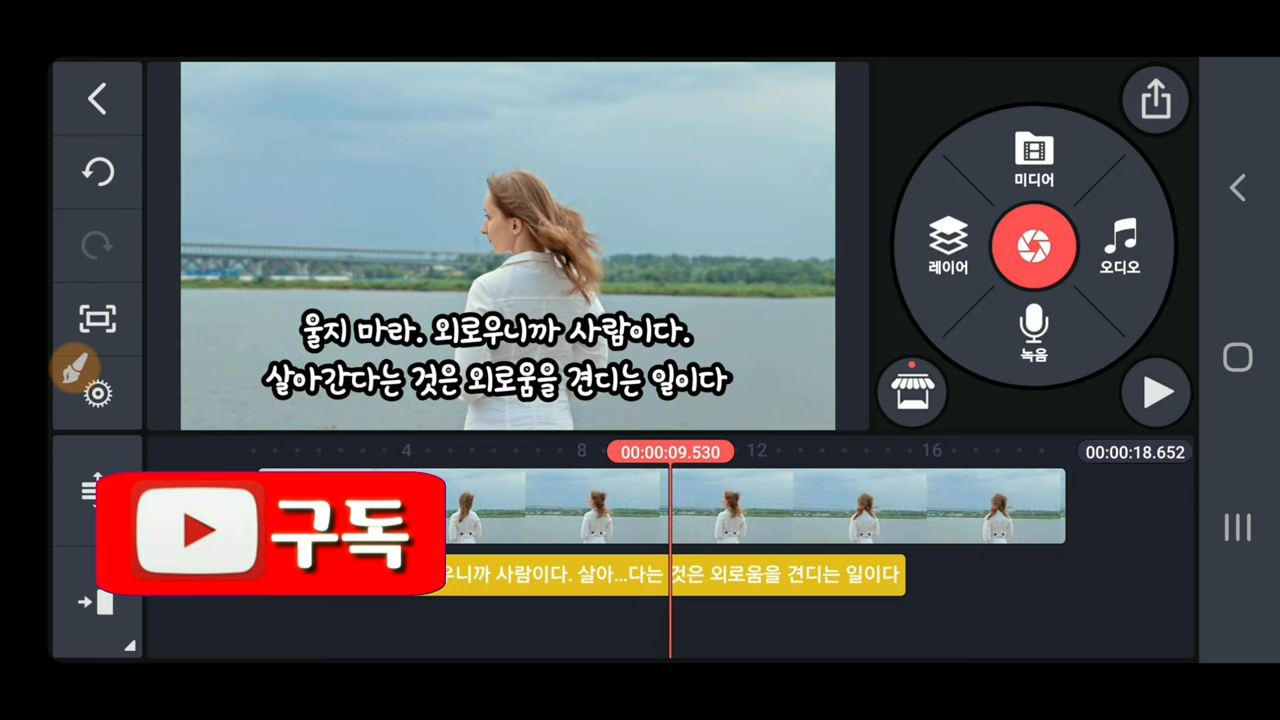 미디어
레이어
오디오
녹음
울지 마라. 외로우니까 사람이다.
살아간다는 것은 외로움을 견디는 일이다
4
8
00:00:09.530
12
16
00:00:18.652
구독
우니까 사람이다. 살아...다는 것은 외로움을 견디는 일이다